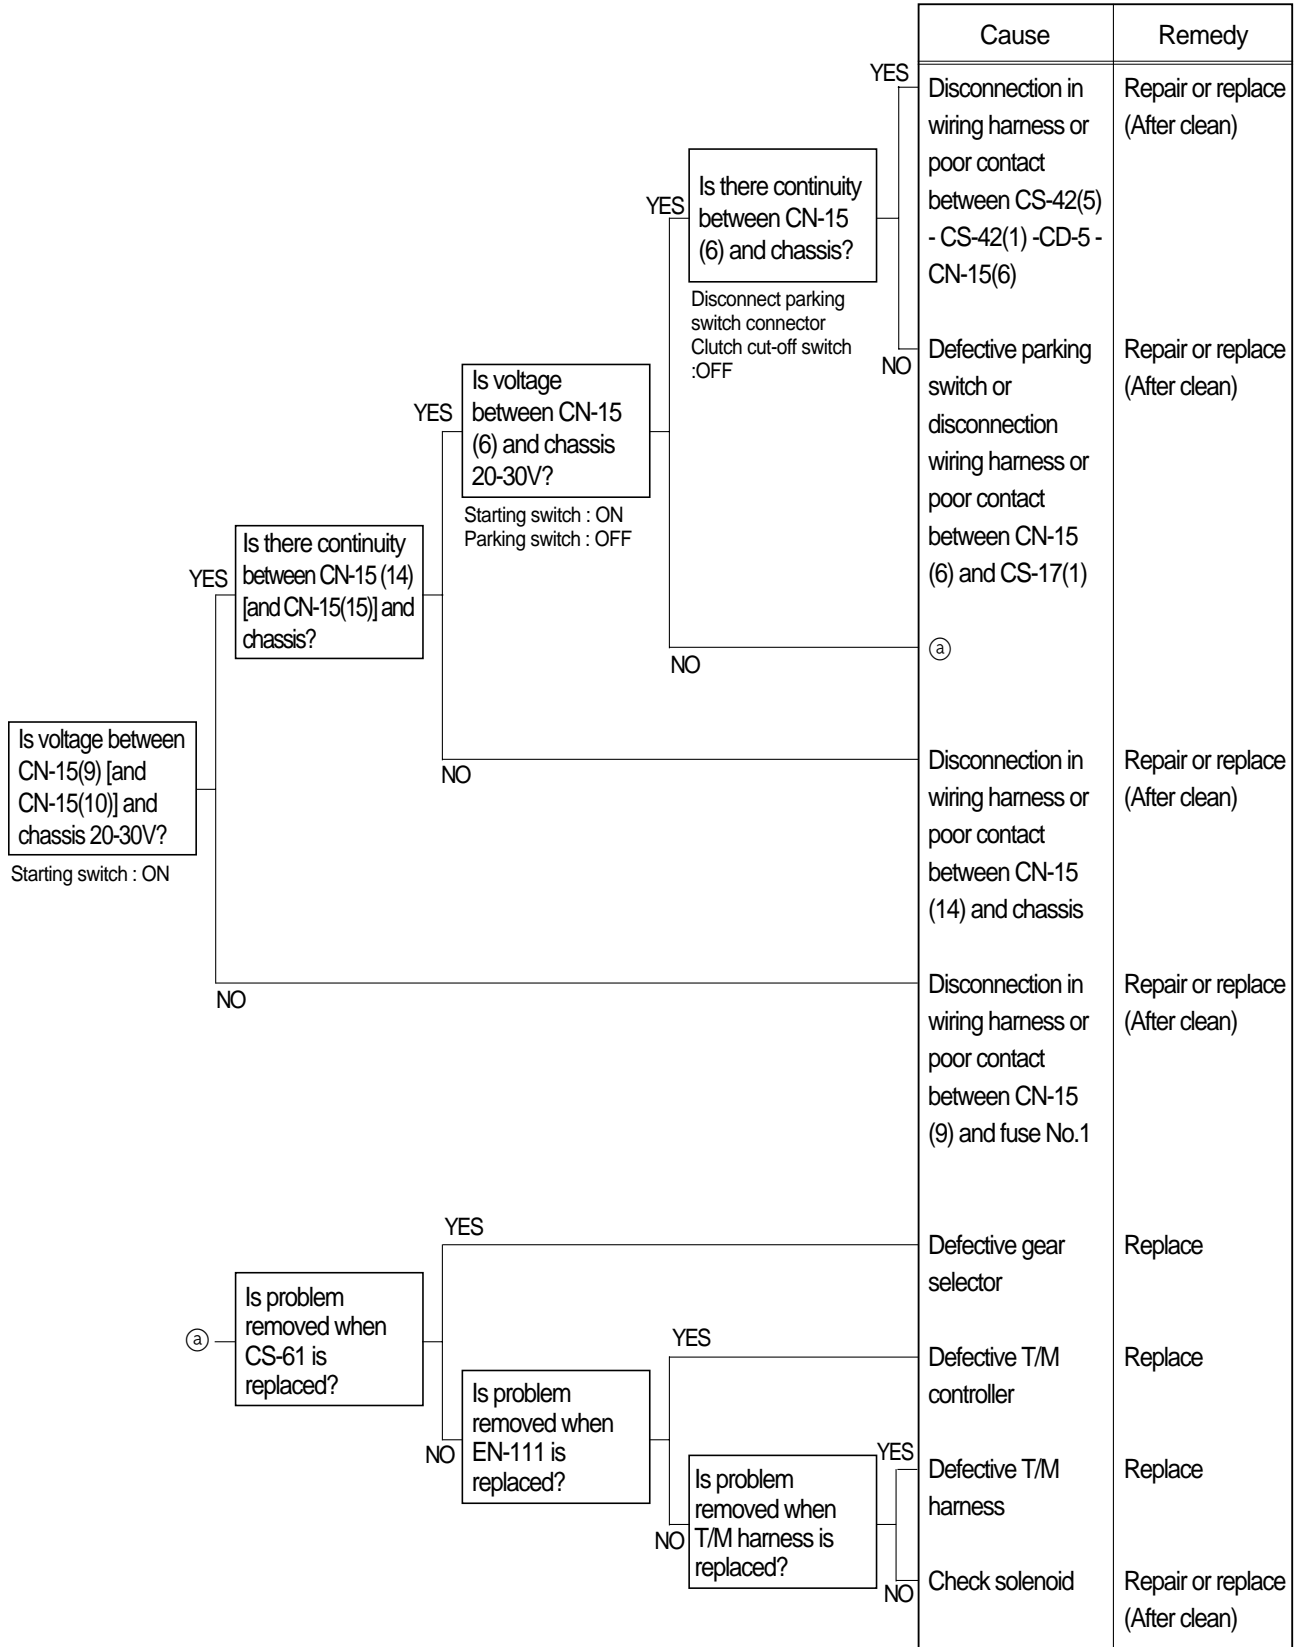 Cause
Remedy
YES
Disconnection in
wiring harness or
poor contact
between CS-42(5)
- CS-42(1) -CD-5 -
CN-15(6)
Repair or replace
(After clean)
YES
Is there continuity
between CN-15
(6) and chassis?
Disconnect parking
switch connector
Clutch cut-off switch
:OFF
NO
Defective parking
switch or
disconnection
wiring harness or
poor contact
between CN-15
(6) and CS-17(1)
Repair or replace
(After clean)
YES
Is voltage
between CN-15
(6) and chassis
20-30V?
Starting switch : ON
Parking switch : OFF
NO
ⓐ
YES
Is there continuity
between CN-15 (14)
[and CN-15(15)] and
chassis?
NO
Disconnection in
wiring harness or
poor contact
between CN-15
(14) and chassis
Repair or replace
(After clean)
Is voltage between
CN-15(9) [and
CN-15(10)] and
chassis 20-30V?
Starting switch : ON
NO
Disconnection in
wiring harness or
poor contact
between CN-15
(9) and fuse No.1
Repair or replace
(After clean)
ⓐ
Is problem
removed when
CS-61 is
replaced?
YES
Defective gear
selector
Replace
NO
Is problem
removed when
EN-111 is
replaced?
YES
Defective T/M
controller
Replace
NO
Is problem
removed when
T/M harness is
replaced?
YES
Defective T/M
harness
Replace
NO
Check solenoid
Repair or replace
(After clean)